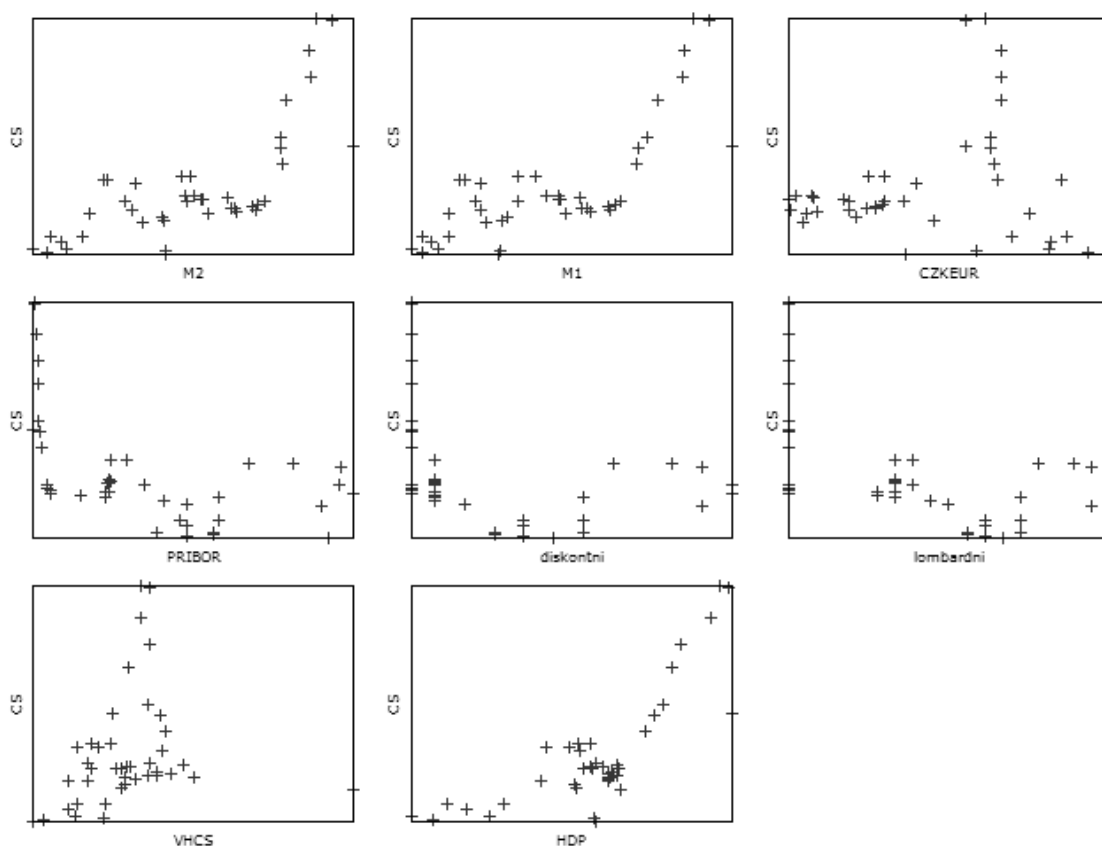 CS
M2
CS
M1
CS
CZKEUR
CS
PRIBOR
CS
diskontni
CS
lombardni
CS
VHCS
CS
HDP